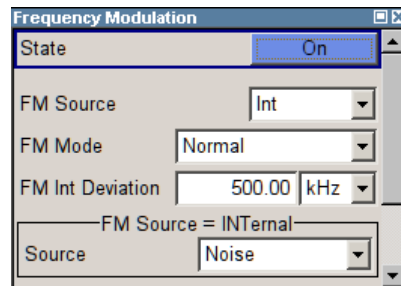 Frequency Modulation
State On
FM Source Int
FM Mode Normal
FM Int Deviation 500.00 kHz
FM Source = INTernal
Source Noise